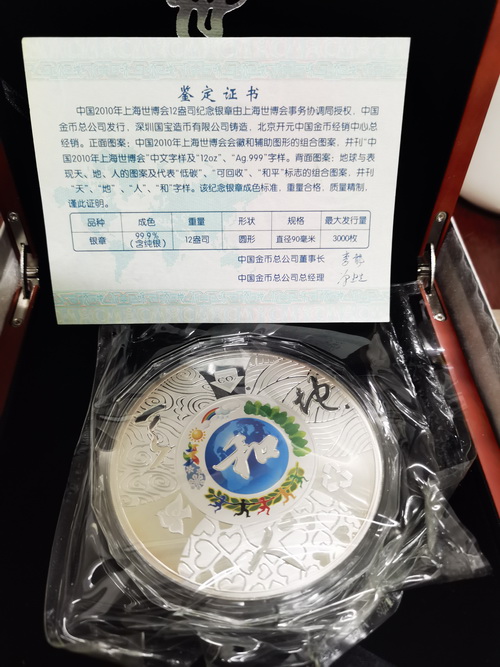 鉴定证书
中国2010年上海世博会12盎司纪念银章由上海世博会事务协调局授权，中国
金币总公司发行，深圳国宝造币有限公司铸造，北京开元中国金币经销中心总
经销。正面图案：中国2010年上海世博会会徽和辅助图形的组合图案，并刊“中
国2010年上海世博会”中文字样及“12oz”、“Ag.999”字样。背面图案：地球与表
现天、地、人的图案及代表“低碳”、“可回收”、“和平”标志的组合图案，并刊
“天”、“地”、“人”、“和”字样。该纪念银章成色标准，重量合格，质量精制，
谨此证明。
品种 成色 重量 形状 规格 最大发行量
银章 99.9%（含纯银） 12盎司 圆形 直径90毫米 3000枚
中国金币总公司董事长
中国金币总公司总经理
人
地
和